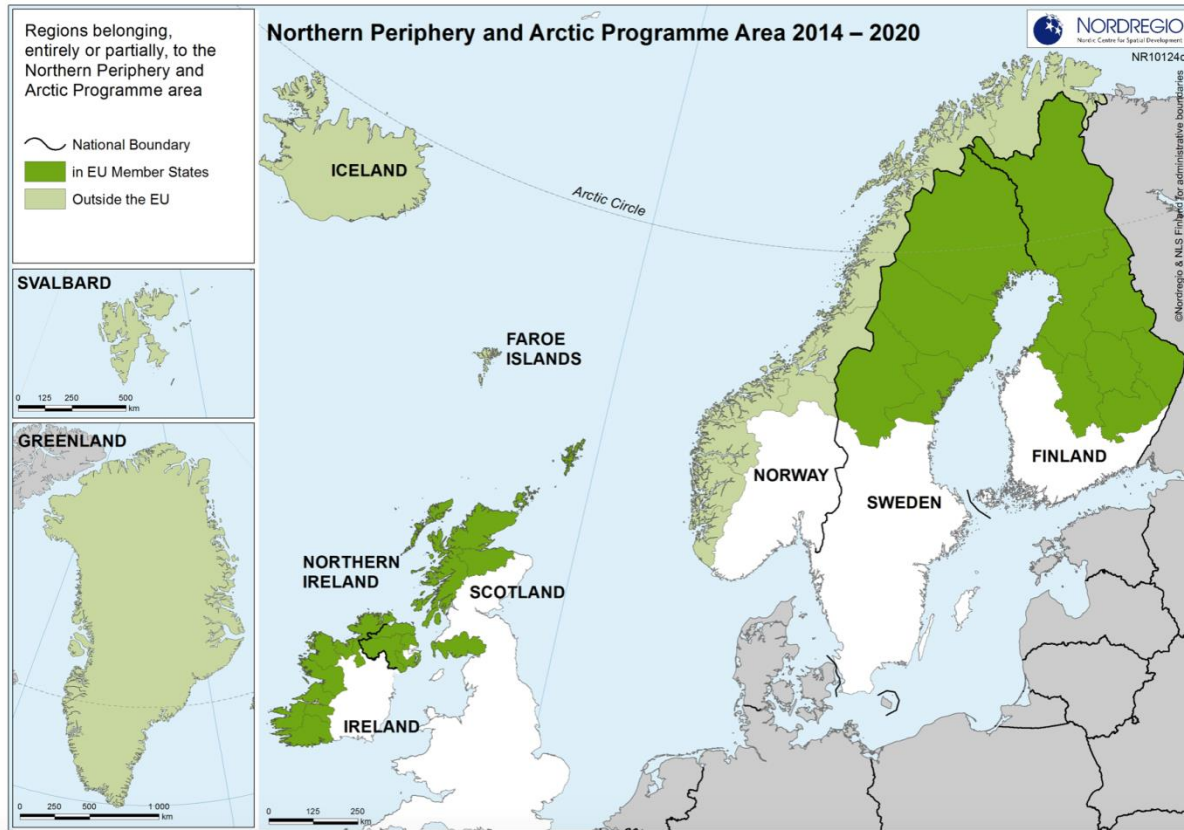 Regions belonging,
entirely or partially, to the
Northern Periphery and
Arctic Programme area
National Boundary
in EU Member States
Outside the EU
Northern Periphery and Arctic Programme Area 2014 – 2020
NORDREGIO
Nordic Centre for Spatial Development
NR10124c
©Nordregio & NLS Finland for administrative boundaries
ICELAND
Arctic Circle
SVALBARD
0 125 250 500
km
FAROE
ISLANDS
GREENLAND
0 250 500 1 000
km
NORWAY
SWEDEN
FINLAND
NORTHERN
IRELAND
SCOTLAND
IRELAND
0 125 250
km